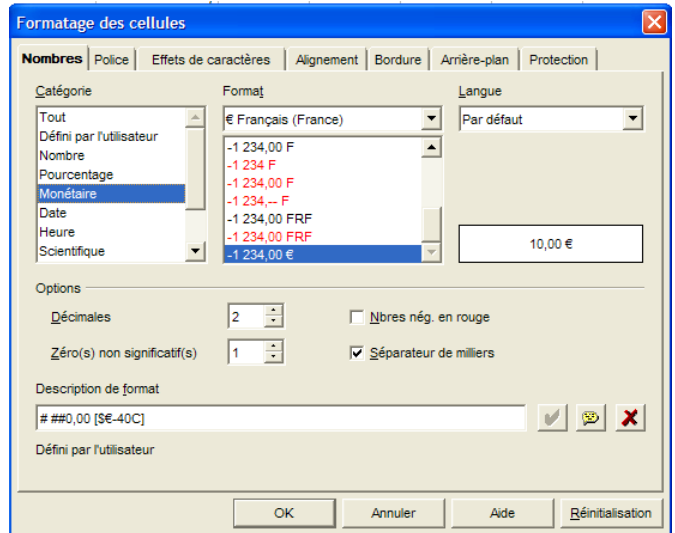 Formatage des cellules
Nombres Police Effets de caractères Alignement Bordure Arrière-plan Protection
Catégorie Format Langue
Tout
Défini par l'utilisateur
Nombre
Pourcentage
Monétaire
Date
Heure
Scientifique
€ Français (France)
-1 234,00 F
-1 234 F
-1 234,00 F
-1 234,-- F
-1 234,00 FRF
-1 234,00 FRF
-1 234,00 €
Par défaut
10,00 €
Options
Décimales 2 Nbres nég. en rouge
Zéro(s) non significatif(s) 1 Séparateur de milliers
Description de format
# ##0,00 [$€-40C]
Défini par l'utilisateur
OK Annuler Aide Réinitialisation